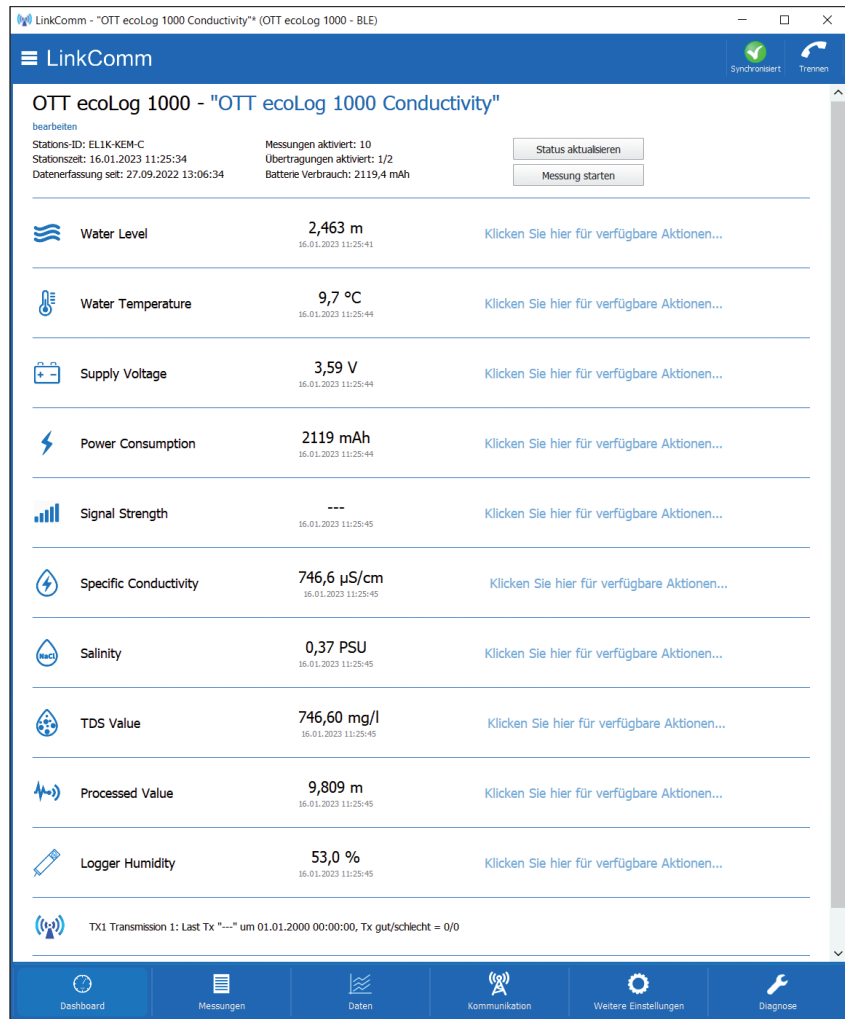 LinkComm - "OTT ecoLog 1000 Conductivity"* (OTT ecoLog 1000 - BLE)
LinkComm
Synchronisiert
Trennen
OTT ecoLog 1000 - "OTT ecoLog 1000 Conductivity"
bearbeiten
Stations-ID: EL1K-KEM-C
Stationszeit: 16.01.2023 11:25:34
Datenerfassung seit: 27.09.2022 13:06:34
Messungen aktiviert: 10
Übertragungen aktiviert: 1/2
Batterie Verbrauch: 2119,4 mAh
Status aktualisieren
Messung starten
Water Level
2,463 m
16.01.2023 11:25:41
Klicken Sie hier für verfügbare Aktionen...
Water Temperature
9,7 °C
16.01.2023 11:25:44
Klicken Sie hier für verfügbare Aktionen...
+ -
Supply Voltage
3,59 V
16.01.2023 11:25:44
Klicken Sie hier für verfügbare Aktionen...
Power Consumption
2119 mAh
16.01.2023 11:25:44
Klicken Sie hier für verfügbare Aktionen...
Signal Strength
---
16.01.2023 11:25:45
Klicken Sie hier für verfügbare Aktionen...
Specific Conductivity
746,6 µS/cm
16.01.2023 11:25:45
Klicken Sie hier für verfügbare Aktionen...
NaCl
Salinity
0,37 PSU
16.01.2023 11:25:45
Klicken Sie hier für verfügbare Aktionen...
TDS Value
746,60 mg/l
16.01.2023 11:25:45
Klicken Sie hier für verfügbare Aktionen...
Processed Value
9,809 m
16.01.2023 11:25:45
Klicken Sie hier für verfügbare Aktionen...
Logger Humidity
53,0 %
16.01.2023 11:25:45
Klicken Sie hier für verfügbare Aktionen...
TX1 Transmission 1: Last Tx "---" um 01.01.2000 00:00:00, Tx gut/schlecht = 0/0
Dashboard
Messungen
Daten
Kommunikation
Weitere Einstellungen
Diagnose